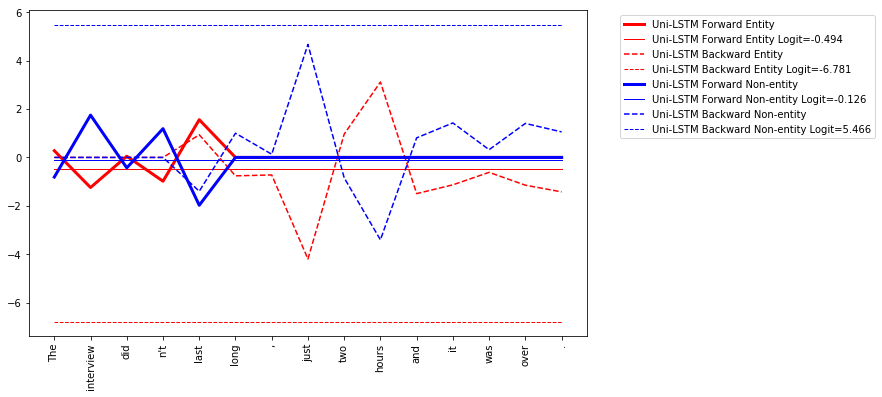 6
4
2
0
−2
−4
−6
The
interview
did
n't
last
long
,
just
two
hours
and
it
was
over
.
Uni-LSTM Forward Entity
Uni-LSTM Forward Entity Logit=-0.494
Uni-LSTM Backward Entity
Uni-LSTM Backward Entity Logit=-6.781
Uni-LSTM Forward Non-entity
Uni-LSTM Forward Non-entity Logit=-0.126
Uni-LSTM Backward Non-entity
Uni-LSTM Backward Non-entity Logit=5.466